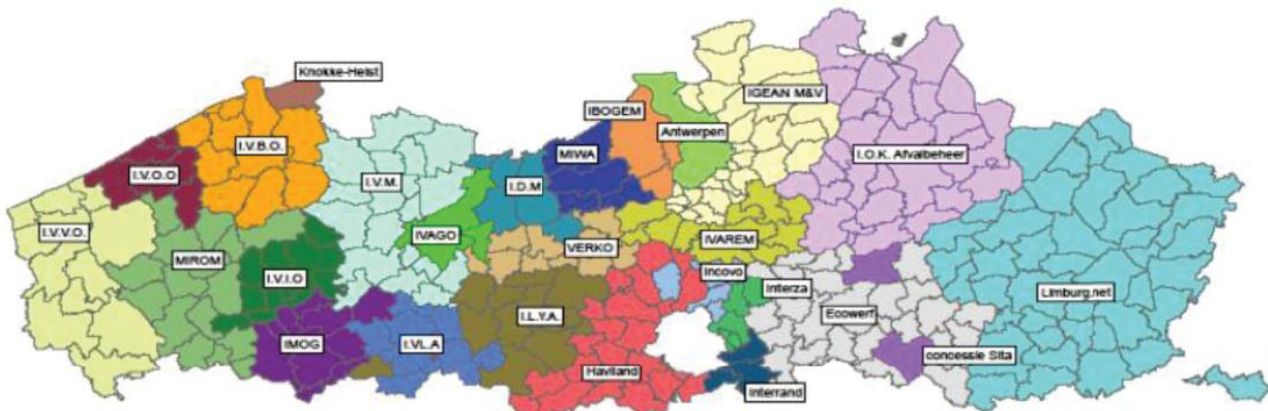 Knokke-Heist
IGEAN M&V
IBOGEM
Antwerpen
I.V.B.O.
MIWA
I.O.K. Afvalbeheer
I.V.O.O
I.V.M.
I.D.M
I.V.V.O.
IVAGO
VERKO
IVAREM
MIROM
I.V.I.O
Incovo
Interza
Limburg.net
Ecowerf
I.L.V.A.
IMOG
I.VL.A
concessie Sita
Haviland
Interrand